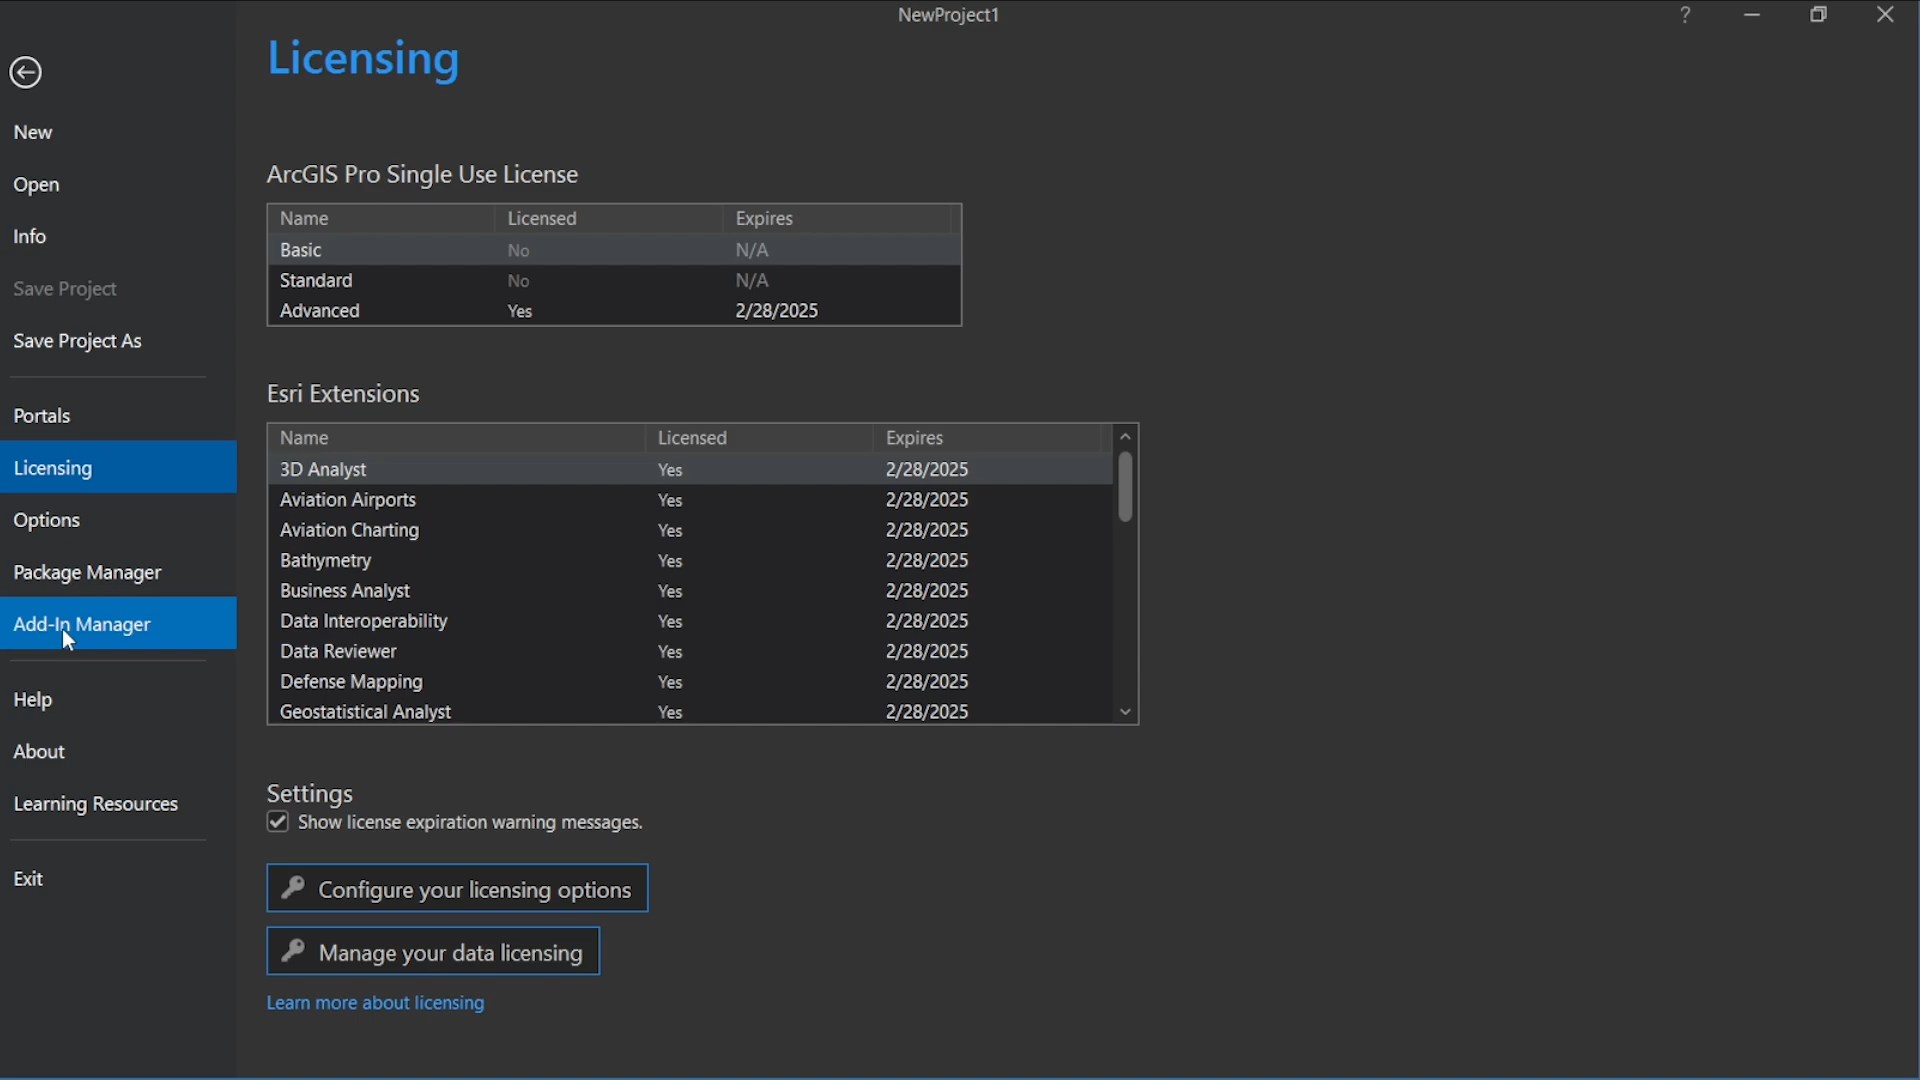 NewProject1
?
Licensing
New
Open
Info
Save Project
Save Project As
Portals
Licensing
Options
Package Manager
Add-In Manager
Help
About
Learning Resources
Exit
ArcGIS Pro Single Use License
Name Licensed Expires
Basic No N/A
Standard No N/A
Advanced Yes 2/28/2025
Esri Extensions
Name Licensed Expires
3D Analyst Yes 2/28/2025
Aviation Airports Yes 2/28/2025
Aviation Charting Yes 2/28/2025
Bathymetry Yes 2/28/2025
Business Analyst Yes 2/28/2025
Data Interoperability Yes 2/28/2025
Data Reviewer Yes 2/28/2025
Defense Mapping Yes 2/28/2025
Geostatistical Analyst Yes 2/28/2025
Settings
Show license expiration warning messages.
Configure your licensing options
Manage your data licensing
Learn more about licensing